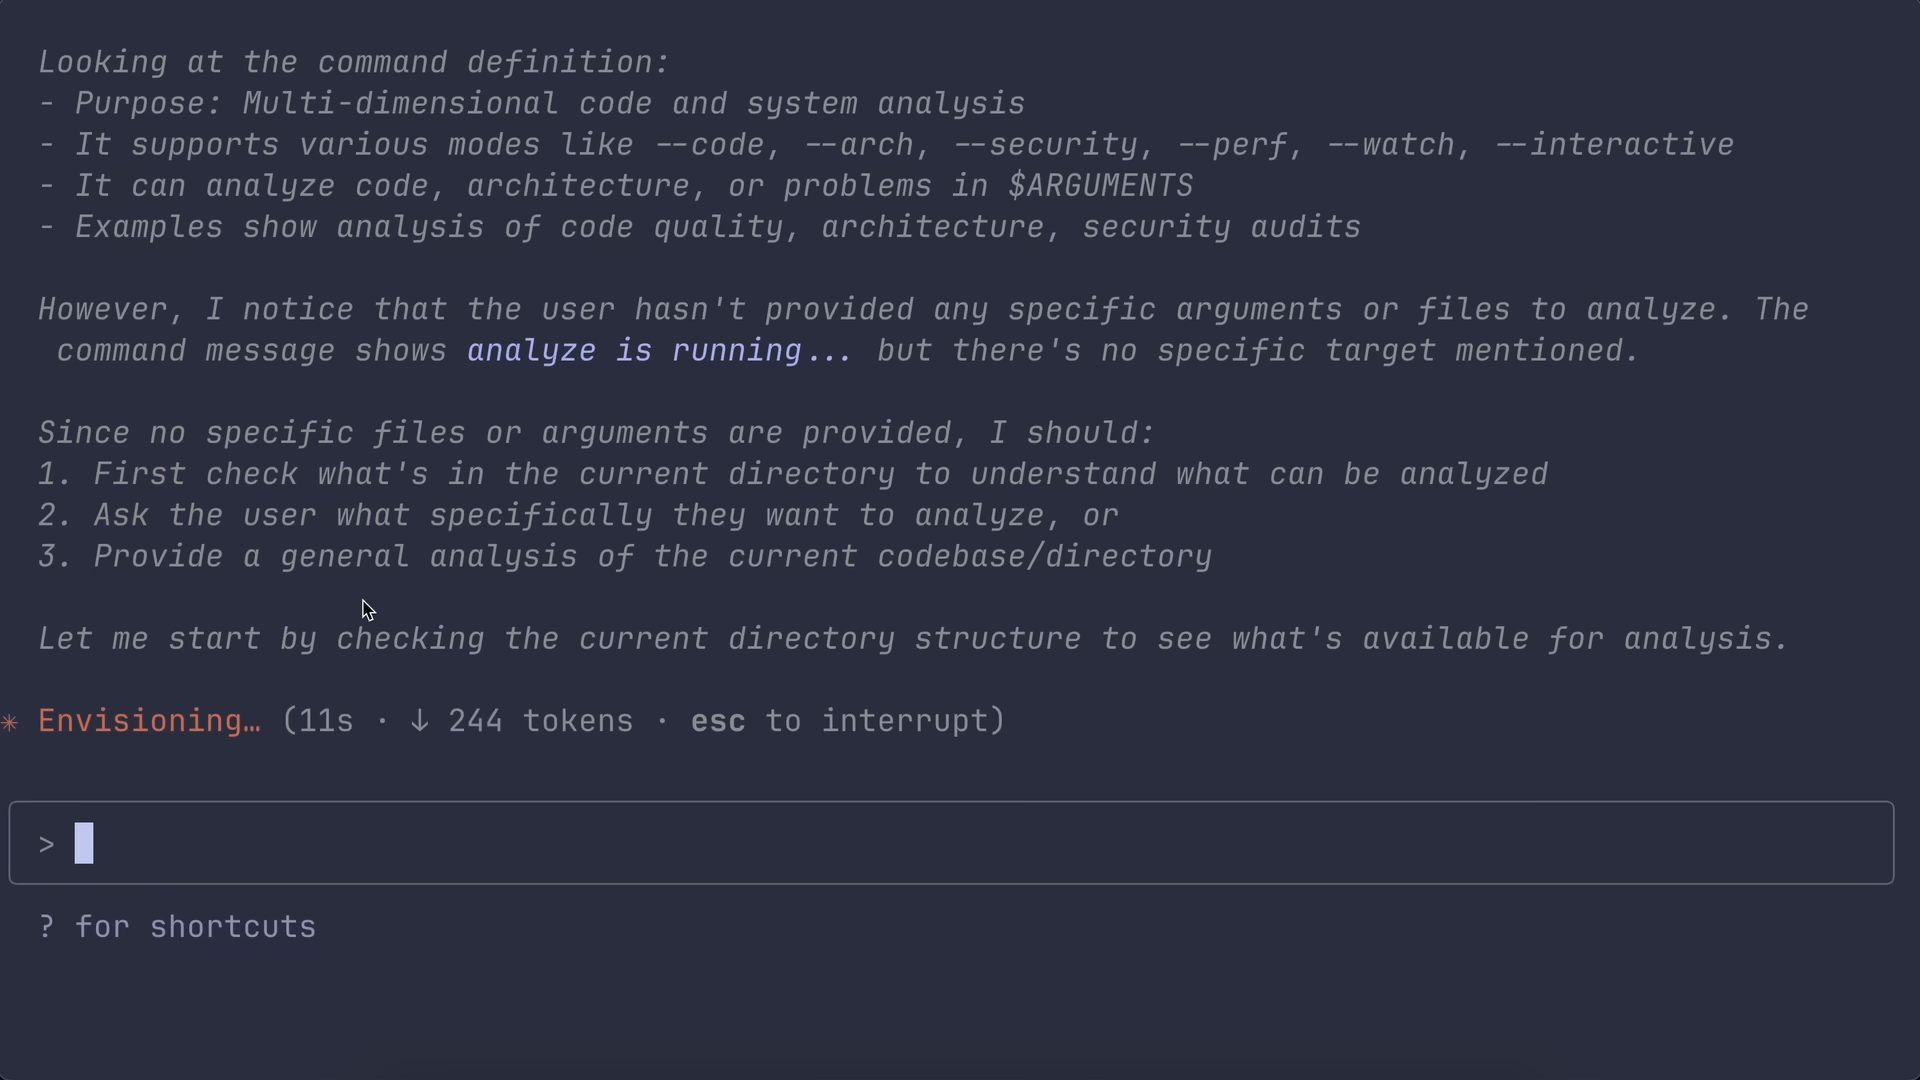 Looking at the command definition:
- Purpose: Multi-dimensional code and system analysis
- It supports various modes like --code, --arch, --security, --perf, --watch, --interactive
- It can analyze code, architecture, or problems in $ARGUMENTS
- Examples show analysis of code quality, architecture, security audits
However, I notice that the user hasn't provided any specific arguments or files to analyze. The
command message shows analyze is running... but there's no specific target mentioned.
Since no specific files or arguments are provided, I should:
1. First check what's in the current directory to understand what can be analyzed
2. Ask the user what specifically they want to analyze, or
3. Provide a general analysis of the current codebase/directory
Let me start by checking the current directory structure to see what's available for analysis.
✳ Envisioning… (11s · ↓ 244 tokens · esc to interrupt)
>
? for shortcuts